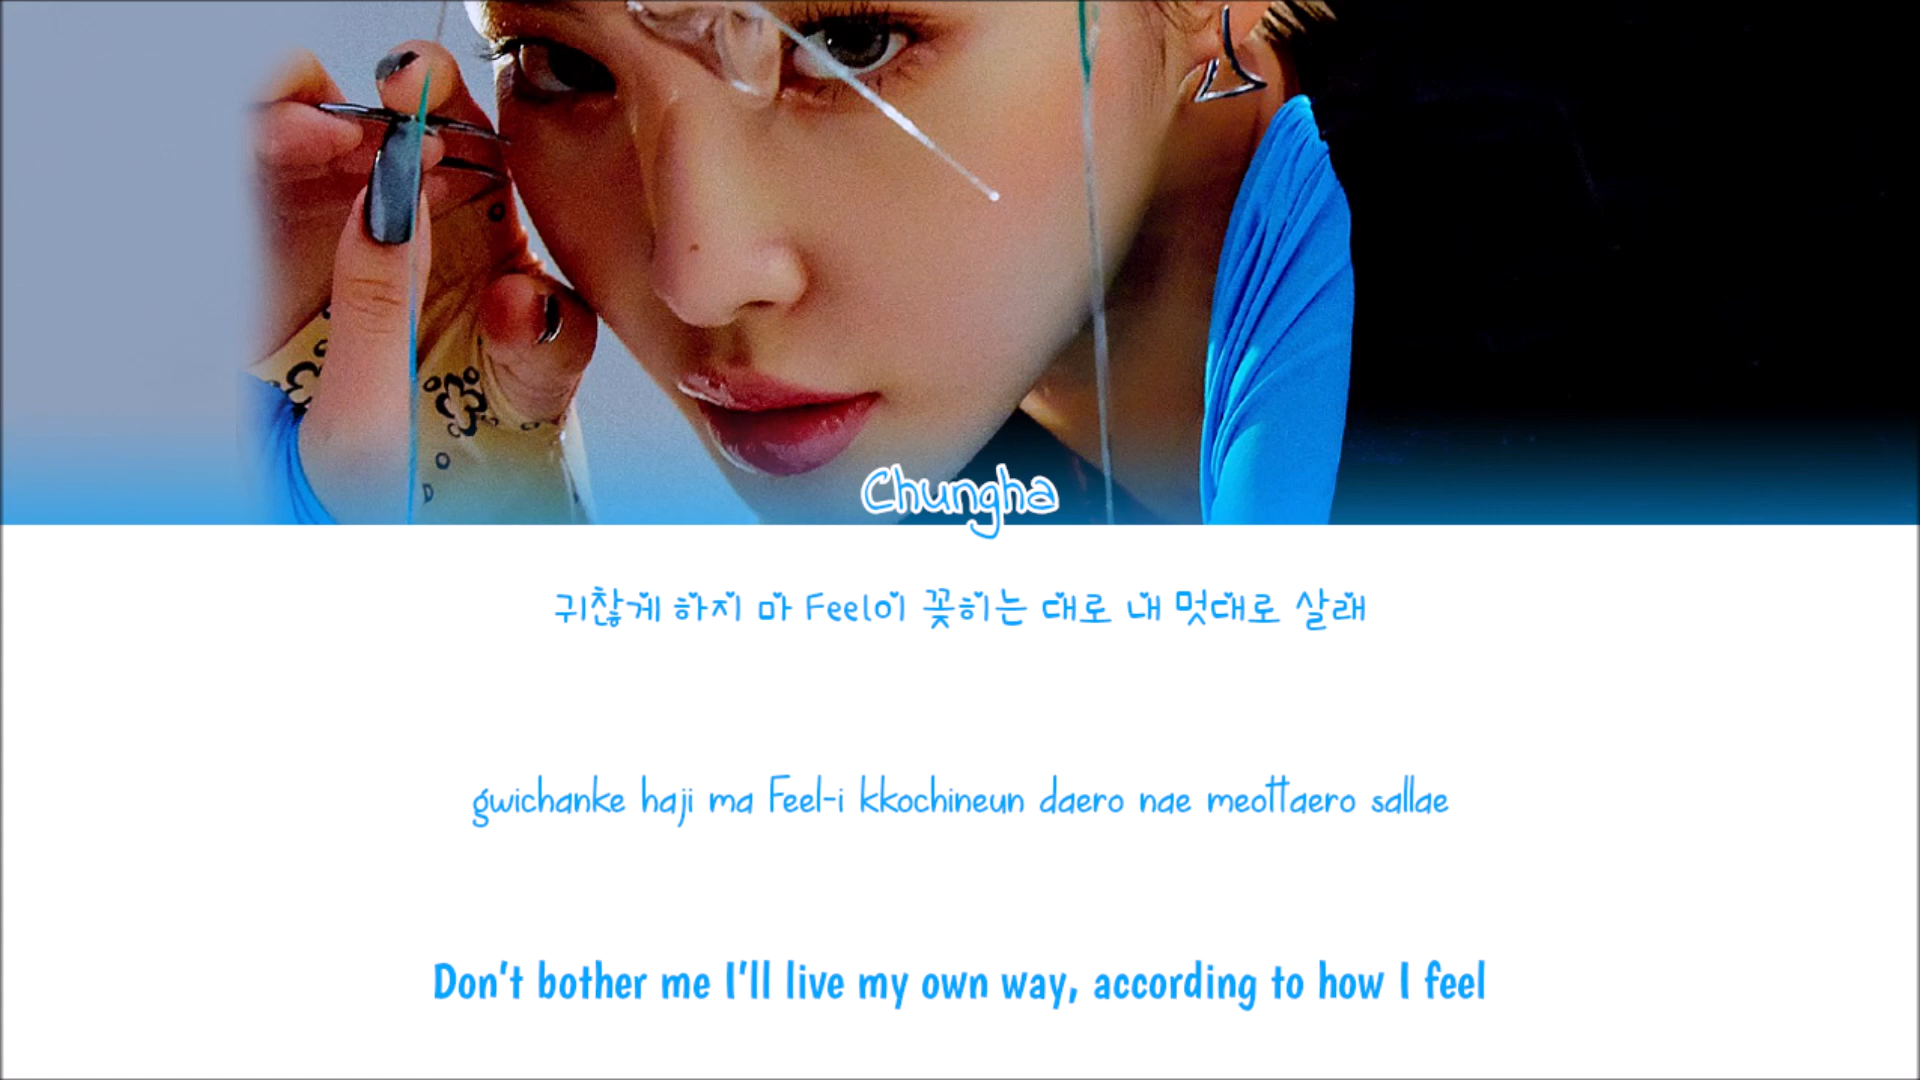 Chungha
귀찮게 하지 마 Feel이 꽂히는 대로 내 멋대로 살래
gwichanke haji ma Feel-i kkochineun daero nae meottaero sallae
Don't bother me I'll live my own way, according to how I feel